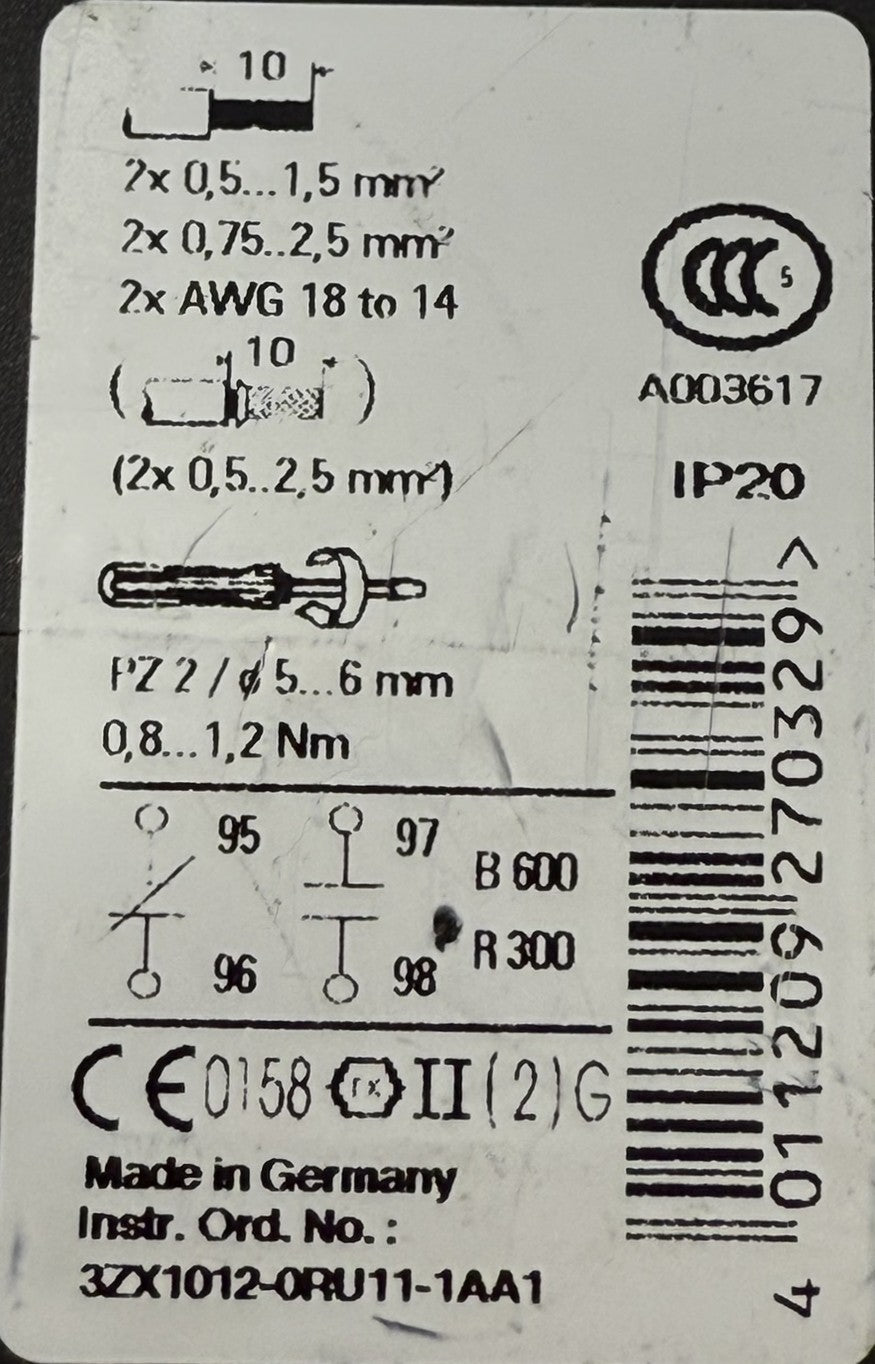 10
2x 0,5...1,5 mm²
2x 0,75..2,5 mm²
2x AWG 18 to 14
10
( )
(2x 0,5..2,5 mm²)
PZ 2 / ϕ 5...6 mm
0,8...1,2 Nm
95 97
B 600
96 98 R 300
CE 0158 Ex II (2) G
Made in Germany
Instr. Ord. No. :
3ZX1012-0RU11-1AA1
CCC S
A003617
IP20
4 011209 270329 >